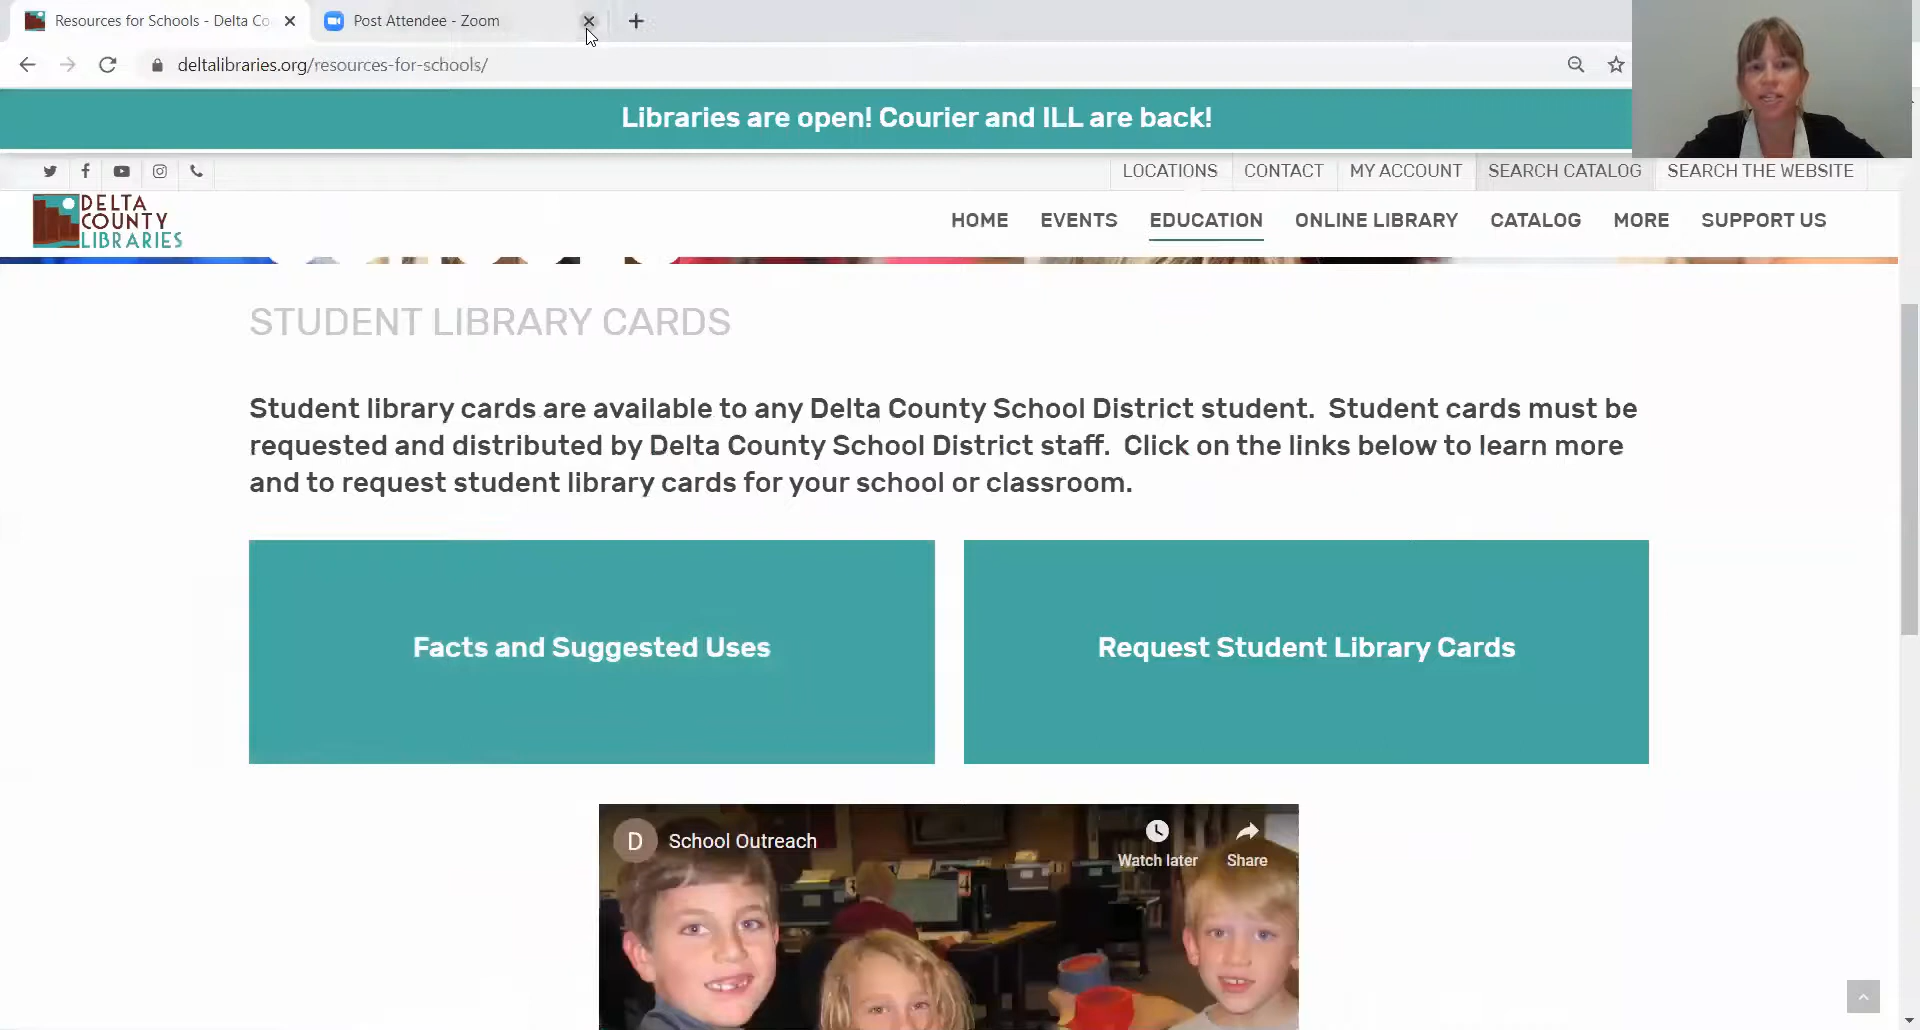 Resources for Schools - Delta Co
Post Attendee - Zoom
deltalibraries.org/resources-for-schools/
Libraries are open! Courier and ILL are back!
LOCATIONS
CONTACT
MY ACCOUNT
SEARCH CATALOG
SEARCH THE WEBSITE
DELTA
COUNTY
LIBRARIES
HOME
EVENTS
EDUCATION
ONLINE LIBRARY
CATALOG
MORE
SUPPORT US
STUDENT LIBRARY CARDS
Student library cards are available to any Delta County School District student. Student cards must be
requested and distributed by Delta County School District staff. Click on the links below to learn more
and to request student library cards for your school or classroom.
Facts and Suggested Uses
Request Student Library Cards
D
School Outreach
Watch later
Share
4